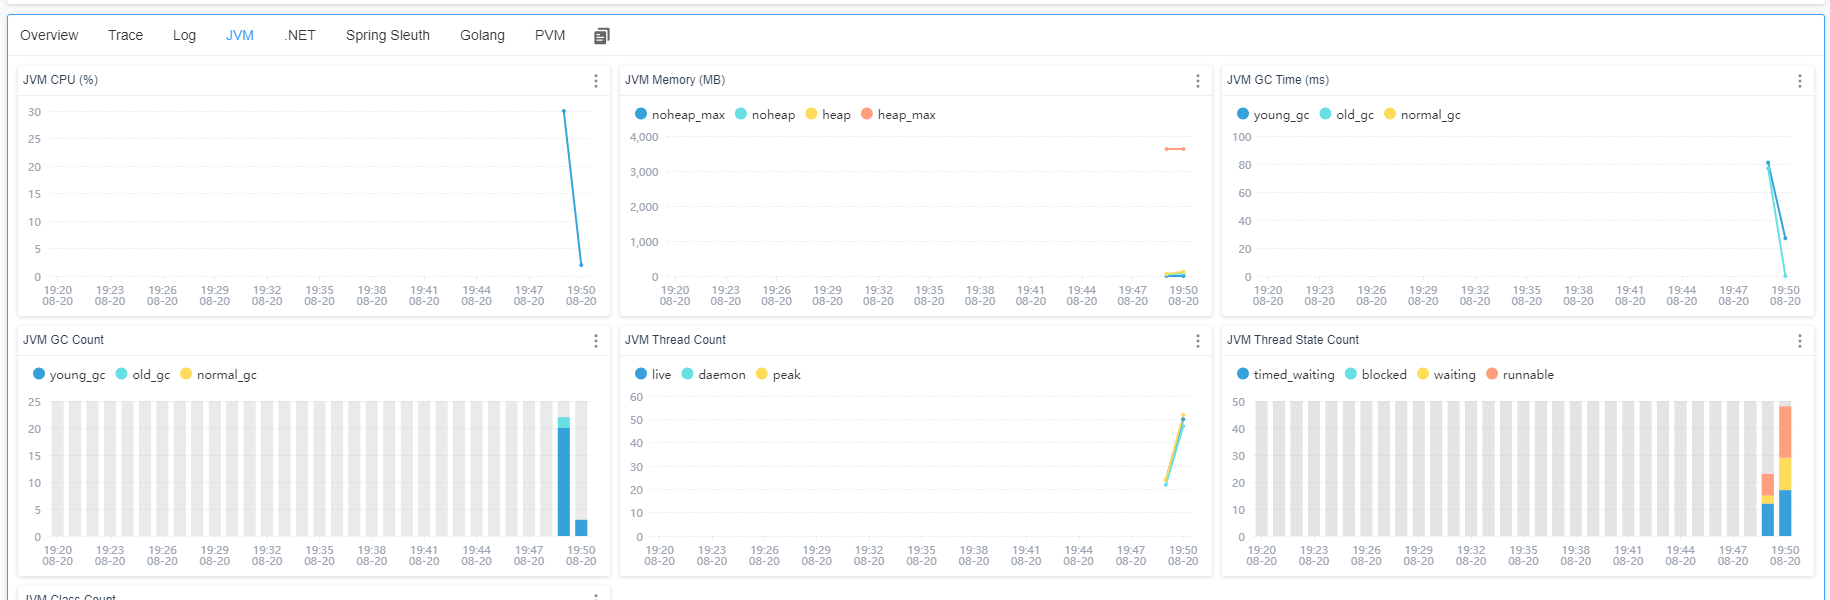 Overview Trace Log JVM .NET Spring Sleuth Golang PVM
JVM CPU (%)
30
25
20
15
10
5
0
19:20 19:23 19:26 19:29 19:32 19:35 19:38 19:41 19:44 19:47 19:50
08-20 08-20 08-20 08-20 08-20 08-20 08-20 08-20 08-20 08-20 08-20
JVM Memory (MB)
noheap_max noheap heap heap_max
4,000
3,000
2,000
1,000
0
19:20 19:23 19:26 19:29 19:32 19:35 19:38 19:41 19:44 19:47 19:50
08-20 08-20 08-20 08-20 08-20 08-20 08-20 08-20 08-20 08-20 08-20
JVM GC Time (ms)
young_gc old_gc normal_gc
100
80
60
40
20
0
19:20 19:23 19:26 19:29 19:32 19:35 19:38 19:41 19:44 19:47 19:50
08-20 08-20 08-20 08-20 08-20 08-20 08-20 08-20 08-20 08-20 08-20
JVM GC Count
young_gc old_gc normal_gc
25
20
15
10
5
0
19:20 19:23 19:26 19:29 19:32 19:35 19:38 19:41 19:44 19:47 19:50
08-20 08-20 08-20 08-20 08-20 08-20 08-20 08-20 08-20 08-20 08-20
JVM Thread Count
live daemon peak
60
50
40
30
20
10
0
19:20 19:23 19:26 19:29 19:32 19:35 19:38 19:41 19:44 19:47 19:50
08-20 08-20 08-20 08-20 08-20 08-20 08-20 08-20 08-20 08-20 08-20
JVM Thread State Count
timed_waiting blocked waiting runnable
50
40
30
20
10
0
19:20 19:23 19:26 19:29 19:32 19:35 19:38 19:41 19:44 19:47 19:50
08-20 08-20 08-20 08-20 08-20 08-20 08-20 08-20 08-20 08-20 08-20
JVM Class Count